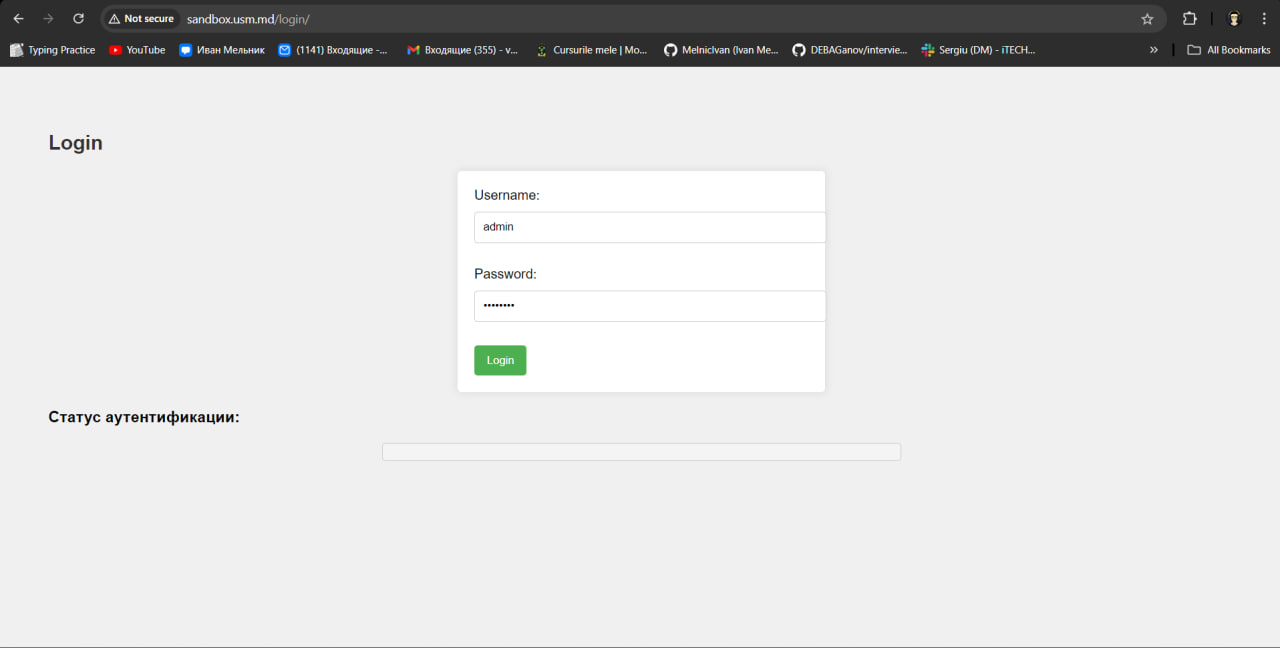 Not secure sandbox.usm.md/login/
Typing Practice YouTube Иван Мельник (1141) Входящие -... Входящие (355) - v... Cursurile mele | Mo... MelnicIvan (Ivan Me... DEBAGanov/intervie... Sergiu (DM) - iTECH... » All Bookmarks
Login
Username:
admin
Password:
••••••••
Login
Статус аутентификации: